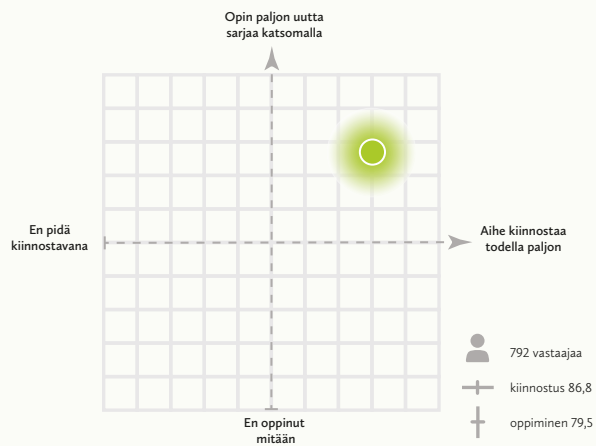 Opin paljon uutta
sarjaa katsomalla
En pidä
kiinnostavana
Aihe kiinnostaa
todella paljon
792 vastaajaa
kiinnostus 86,8
oppiminen 79,5
En oppinut
mitään